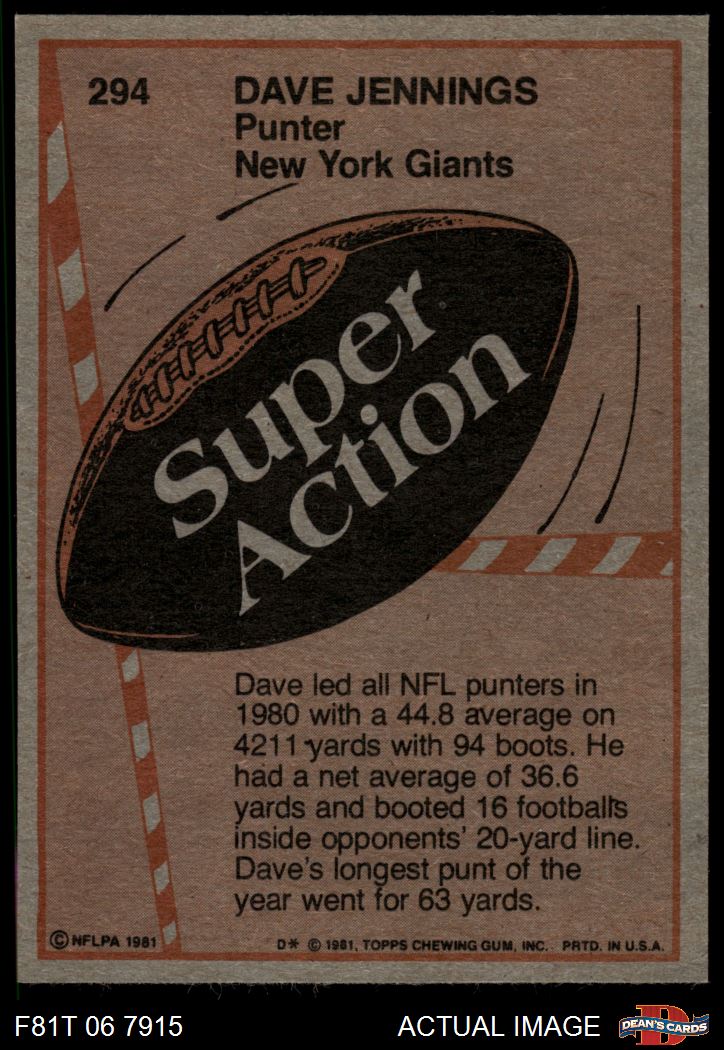 294
DAVE JENNINGS
Punter
New York Giants
Super
Action
Dave led all NFL punters in
1980 with a 44.8 average on
4211 yards with 94 boots. He
had a net average of 36.6
yards and booted 16 footballs
inside opponents' 20-yard line.
Dave's longest punt of the
year went for 63 yards.
© NFLPA 1981
D* © 1981, TOPPS CHEWING GUM, INC. PRTD. IN U.S.A.
F81T 06 7915
ACTUAL IMAGE
D
DEAN'S CARDS